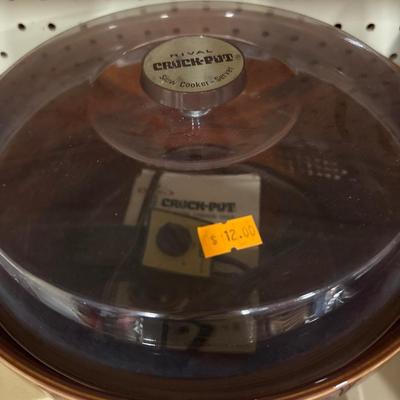 RIVAL
CROCK-POT
Slow Cooker - Server
CROCK-POT
$ 12.00